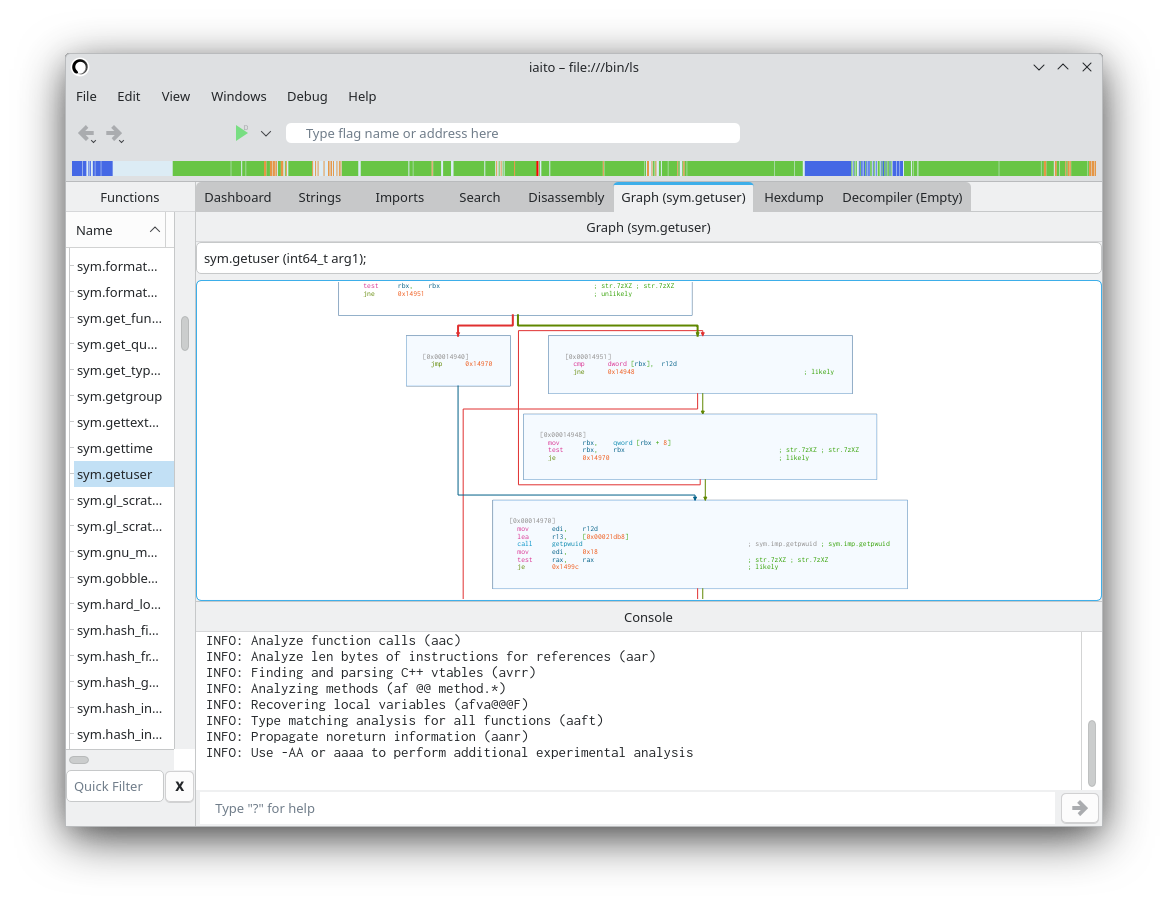 iaito – file:///bin/ls
File Edit View Windows Debug Help
Type flag name or address here
Functions
Name
sym.format...
sym.format...
sym.get_fun...
sym.get_qu...
sym.get_typ...
sym.getgroup
sym.gettext...
sym.gettime
sym.getuser
sym.gl_scrat...
sym.gl_scrat...
sym.gnu_m...
sym.gobble...
sym.hard_lo...
sym.hash_fi...
sym.hash_fr...
sym.hash_g...
sym.hash_in...
sym.hash_in...
Quick Filter X
Dashboard Strings Imports Search Disassembly Graph (sym.getuser) Hexdump Decompiler (Empty)
Graph (sym.getuser)
sym.getuser (int64_t arg1);
test rbx, rbx ; str.7zXZ ; str.7zXZ
jne 0x14951 ; unlikely
[0x00014940]
jmp 0x14970
[0x00014951]
cmp dword [rbx], r12d
jne 0x14948 ; likely
[0x00014948]
mov rbx, qword [rbx + 8]
test rbx, rbx ; str.7zXZ ; str.7zXZ
je 0x14970 ; likely
[0x00014970]
mov edi, r12d
lea r13, [0x00021db8]
call getpwuid ; sym.imp.getpwuid ; sym.imp.getpwuid
mov edi, 0x18
test rax, rax ; str.7zXZ ; str.7zXZ
je 0x1499c ; likely
Console
INFO: Analyze function calls (aac)
INFO: Analyze len bytes of instructions for references (aar)
INFO: Finding and parsing C++ vtables (avrr)
INFO: Analyzing methods (af @@ method.*)
INFO: Recovering local variables (afva@@@F)
INFO: Type matching analysis for all functions (aaft)
INFO: Propagate noreturn information (aanr)
INFO: Use -AA or aaaa to perform additional experimental analysis
Type "?" for help